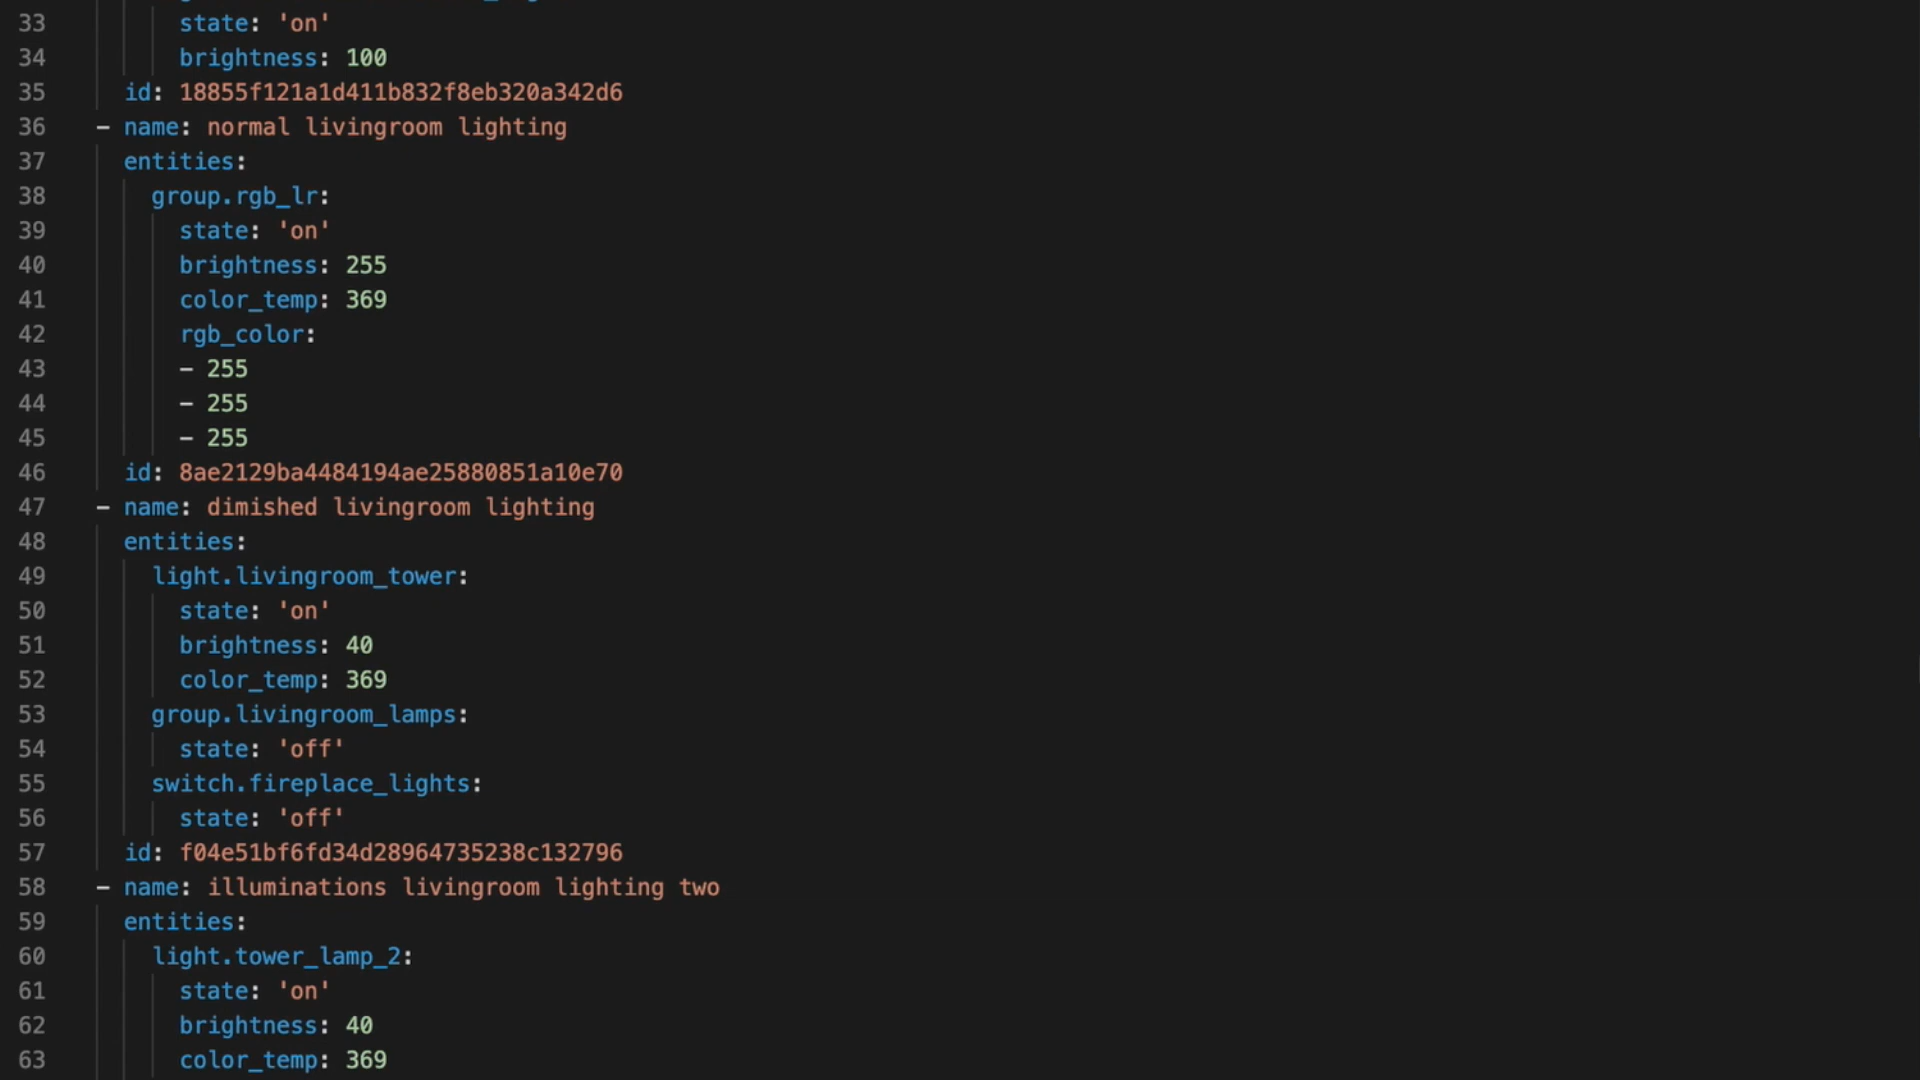 33 state: 'on'
34 brightness: 100
35 id: 18855f121a1d411b832f8eb320a342d6
36 - name: normal livingroom lighting
37 entities:
38 group.rgb_lr:
39 state: 'on'
40 brightness: 255
41 color_temp: 369
42 rgb_color:
43 - 255
44 - 255
45 - 255
46 id: 8ae2129ba4484194ae25880851a10e70
47 - name: dimished livingroom lighting
48 entities:
49 light.livingroom_tower:
50 state: 'on'
51 brightness: 40
52 color_temp: 369
53 group.livingroom_lamps:
54 state: 'off'
55 switch.fireplace_lights:
56 state: 'off'
57 id: f04e51bf6fd34d28964735238c132796
58 - name: illuminations livingroom lighting two
59 entities:
60 light.tower_lamp_2:
61 state: 'on'
62 brightness: 40
63 color_temp: 369